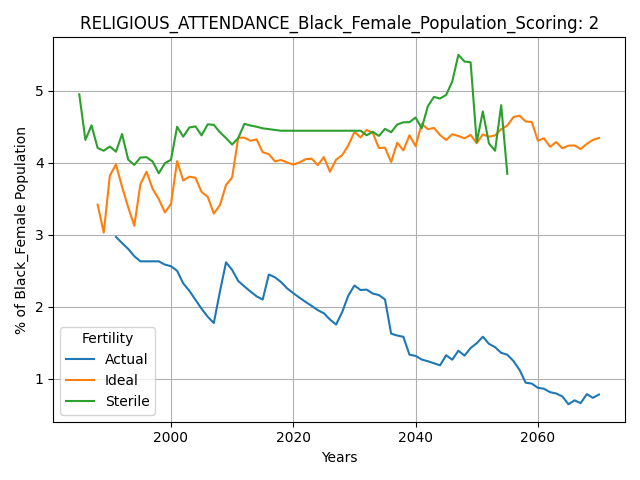 RELIGIOUS_ATTENDANCE_Black_Female_Population_Scoring: 2
% of Black_Female Population
5
4
3
2
1
Fertility
Actual
Ideal
Sterile
2000 2020 2040 2060
Years